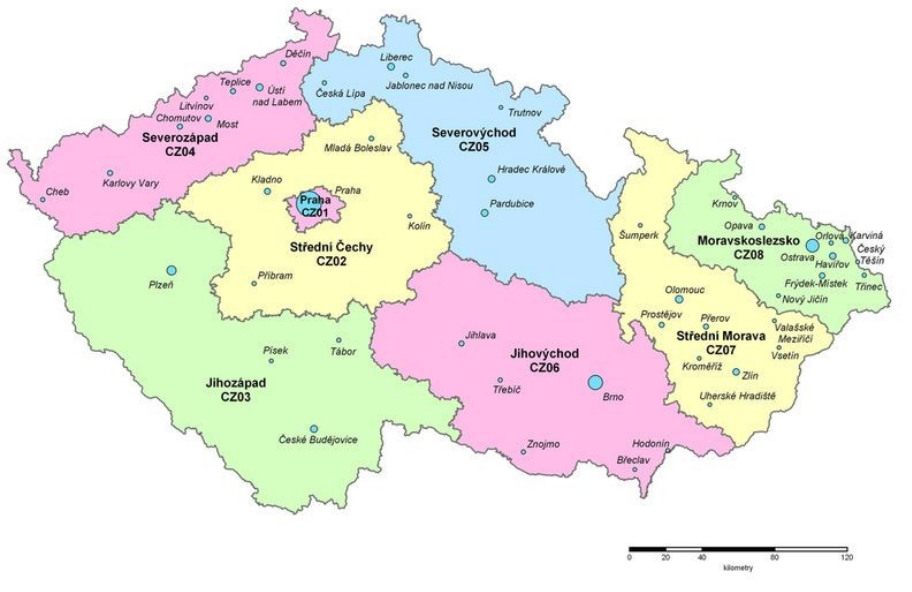 Děčín
Liberec
Teplice
Ústí
nad Labem
Česká Lípa
Jablonec nad Nisou
Litvínov
Chomutov
Most
Trutnov
Severozápad
CZ04
Severovýchod
CZ05
Mladá Boleslav
Hradec Králové
Karlovy Vary
Cheb
Kladno
Praha
Praha
CZ01
Pardubice
Kolín
Krnov
Opava
Orlová
Karviná
Šumperk
Moravskoslezsko
CZ08
Ostrava
Český
Těšín
Havířov
Střední Čechy
CZ02
Příbram
Plzeň
Frýdek-Místek
Třinec
Olomouc
Nový Jičín
Prostějov
Přerov
Valašské
Meziříčí
Střední Morava
CZ07
Vsetín
Jihlava
Tábor
Písek
Jihovýchod
CZ06
Kroměříž
Zlín
Jihozápad
CZ03
Třebíč
Brno
Uherské Hradiště
České Budějovice
Znojmo
Hodonín
Břeclav
0 20 40 80 120
kilometry